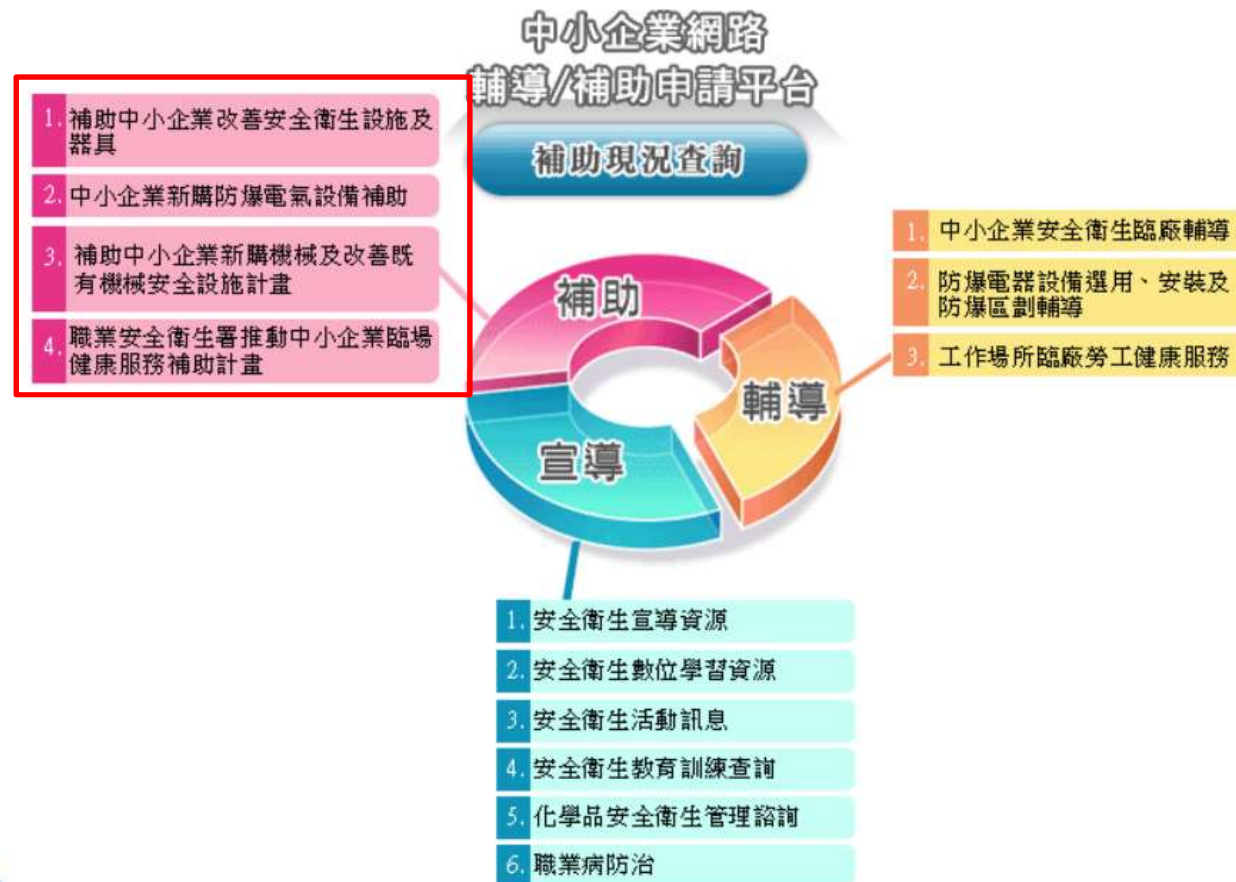 中小企業網路
輔導/補助申請平台
補助現況查詢
1. 補助中小企業改善安全衛生設施及
器具
2. 中小企業新購防爆電氣設備補助
3. 補助中小企業新購機械及改善既
有機械安全設施計畫
4. 職業安全衛生署推動中小企業臨場
健康服務補助計畫
補助
輔導
宣導
1. 中小企業安全衛生臨廠輔導
2. 防爆電器設備選用、安裝及
防爆區劃輔導
3. 工作場所臨廠勞工健康服務
1. 安全衛生宣導資源
2. 安全衛生數位學習資源
3. 安全衛生活動訊息
4. 安全衛生教育訓練查詢
5. 化學品安全衛生管理諮詢
6. 職業病防治